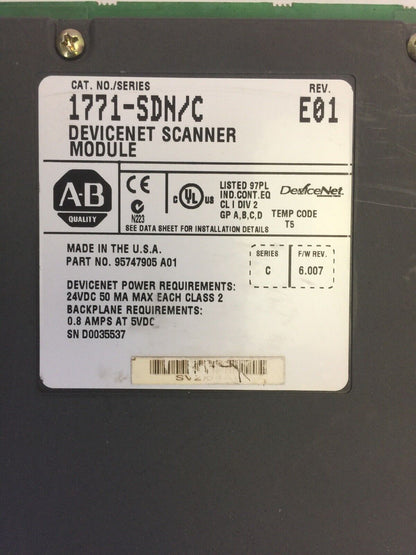 CAT. NO./SERIES
REV.
1771-SDN/C
E01
DEVICENET SCANNER
MODULE
A-B
QUALITY
CE
N223
c UL US
LISTED 97PL
IND.CONT.EQ
CL I DIV 2
GP A,B,C,D
DeviceNet
TEMP CODE
T5
SEE DATA SHEET FOR INSTALLATION DETAILS
MADE IN THE U.S.A.
PART NO. 95747905 A01
SERIES
C
F/W REV.
6.007
DEVICENET POWER REQUIREMENTS:
24VDC 50 MA MAX EACH CLASS 2
BACKPLANE REQUIREMENTS:
0.8 AMPS AT 5VDC
SN D0035537